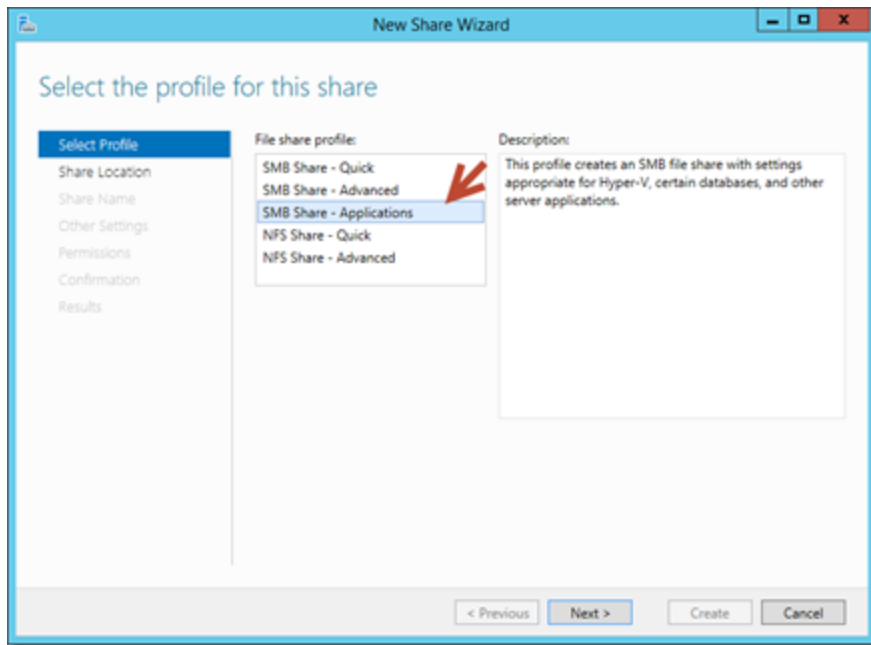 New Share Wizard
Select the profile for this share
Select Profile
Share Location
Share Name
Other Settings
Permissions
Confirmation
Results
File share profile:
SMB Share - Quick
SMB Share - Advanced
SMB Share - Applications
NFS Share - Quick
NFS Share - Advanced
Description:
This profile creates an SMB file share with settings
appropriate for Hyper-V, certain databases, and other
server applications.
< Previous
Next >
Create
Cancel